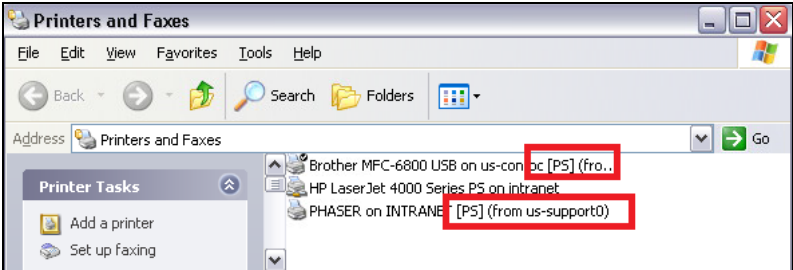 Printers and Faxes
File Edit View Favorites Tools Help
Back Search Folders
Address Printers and Faxes Go
Brother MFC-6800 USB on us-con pc [PS] (fro...
Printer Tasks
HP LaserJet 4000 Series PS on intranet
PHASER on INTRANET [PS] (from us-support0)
Add a printer
Set up faxing